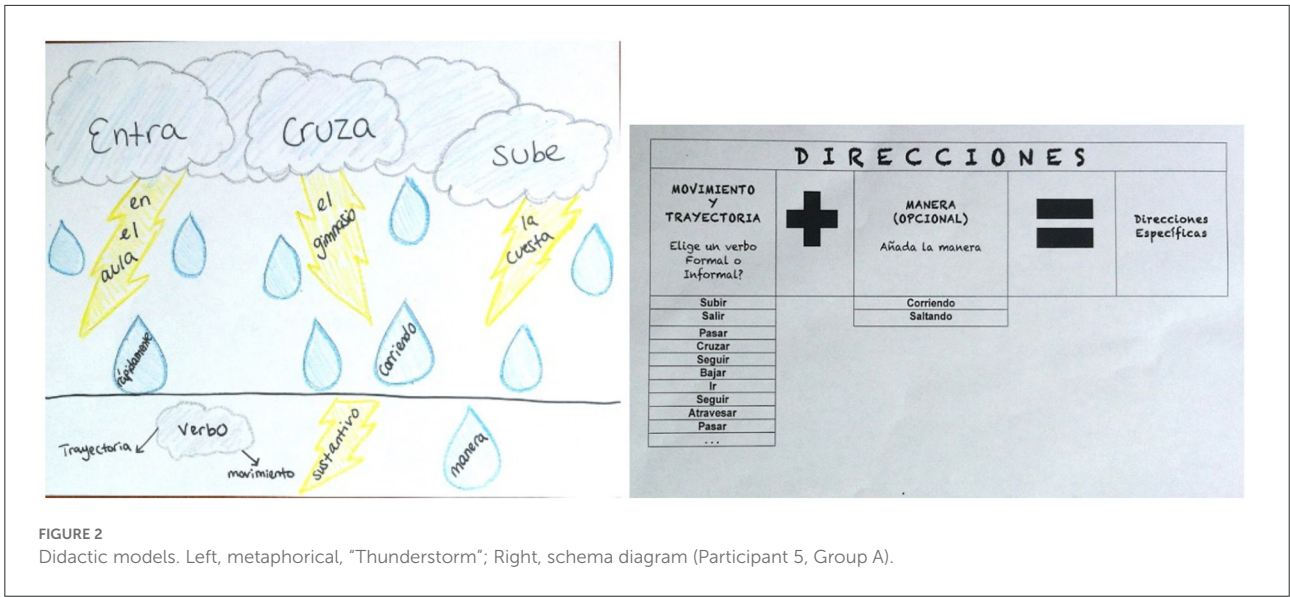 Entra
Cruza
Sube
en
el
aula
el
gimnasio
la
cuesta
rápidamente
Corriendo
Trayectoria
Verbo
movimiento
sustantivo
manera
DIRECCIONES
MOVIMIENTO
Y
TRAYECTORIA
Elige un verbo
Formal o
Informal?
MANERA
(OPCIONAL)
Añada la manera
Direcciones
Específicas
Subir
Salir
Pasar
Cruzar
Seguir
Bajar
Ir
Seguir
Atravesar
Pasar
...
Corriendo
Saltando
FIGURE 2
Didactic models. Left, metaphorical, “Thunderstorm”; Right, schema diagram (Participant 5, Group A).